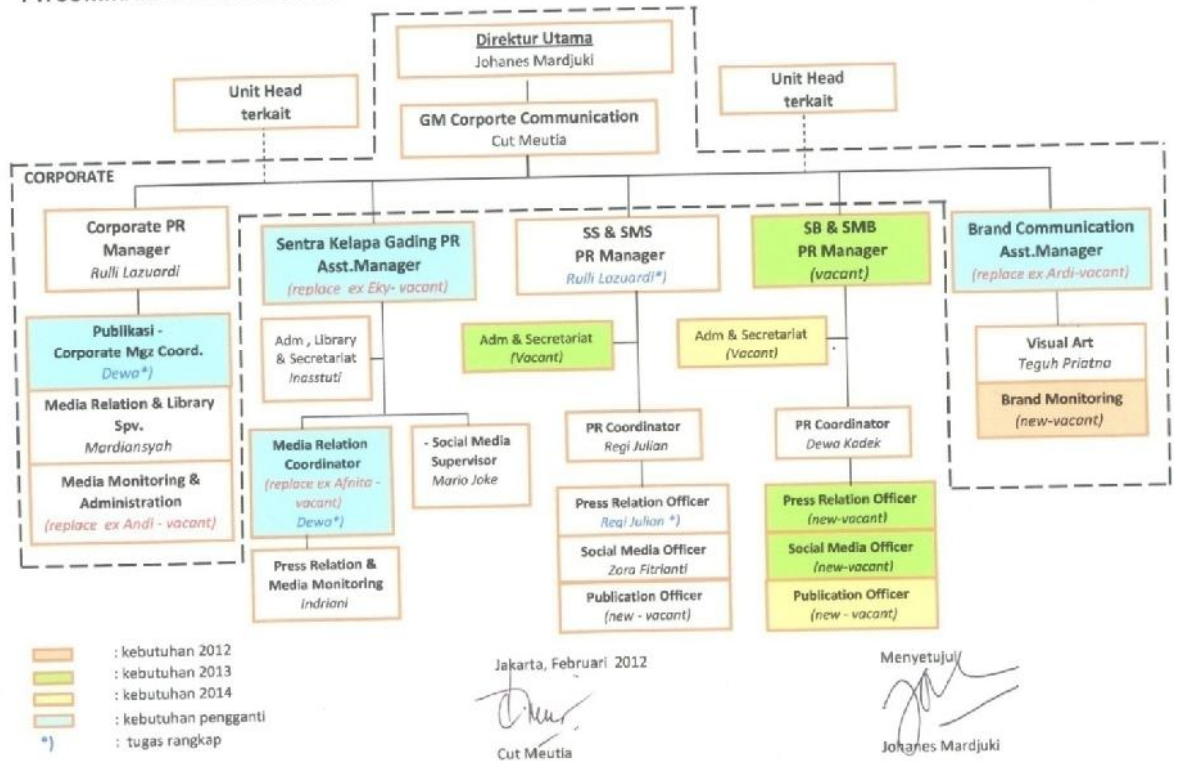 Direktur Utama
Johanes Mardjuki
Unit Head
terkait
GM Corporte Communication
Cut Meutia
Unit Head
terkait
CORPORATE
Corporate PR
Manager
Rulli Lazuardi
Publikasi -
Corporate Mgz Coord.
Dewa*)
Media Relation & Library
Spv.
Mardiansyah
Media Monitoring &
Administration
(replace ex Andi - vacant)
Sentra Kelapa Gading PR
Asst.Manager
(replace ex Eky- vacant)
Adm , Library
& Secretariat
Inasstuti
Media Relation
Coordinator
(replace ex Afnita -
vacant)
Dewa*)
Press Relation &
Media Monitoring
Indriani
- Social Media
Supervisor
Mario Joke
SS & SMS
PR Manager
Rulli Lazuardi*)
Adm & Secretariat
(Vacant)
PR Coordinator
Regi Julian
Press Relation Officer
Regi Julian *)
Social Media Officer
Zora Fitrianti
Publication Officer
(new - vacant)
SB & SMB
PR Manager
(vacant)
Adm & Secretariat
(Vacant)
PR Coordinator
Dewa Kadek
Press Relation Officer
(new-vacant)
Social Media Officer
(new-vacant)
Publication Officer
(new - vacant)
Brand Communication
Asst.Manager
(replace ex Ardi-vacant)
Visual Art
Teguh Priatna
Brand Monitoring
(new-vacant)
: kebutuhan 2012
: kebutuhan 2013
: kebutuhan 2014
: kebutuhan pengganti
*) : tugas rangkap
Jakarta, Februari 2012
Cut Meutia
Menyetujui
Johanes Mardjuki